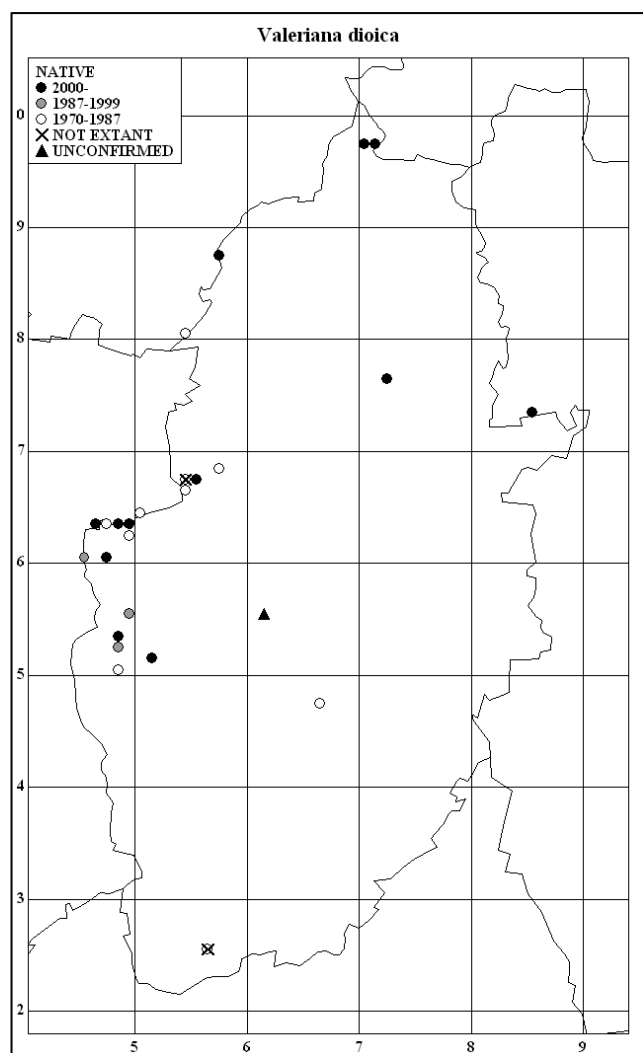 Valeriana dioica
NATIVE
2000-
1987-1999
1970-1987
NOT EXTANT
UNCONFIRMED
0
9
8
7
6
5
4
3
2
5 6 7 8 9